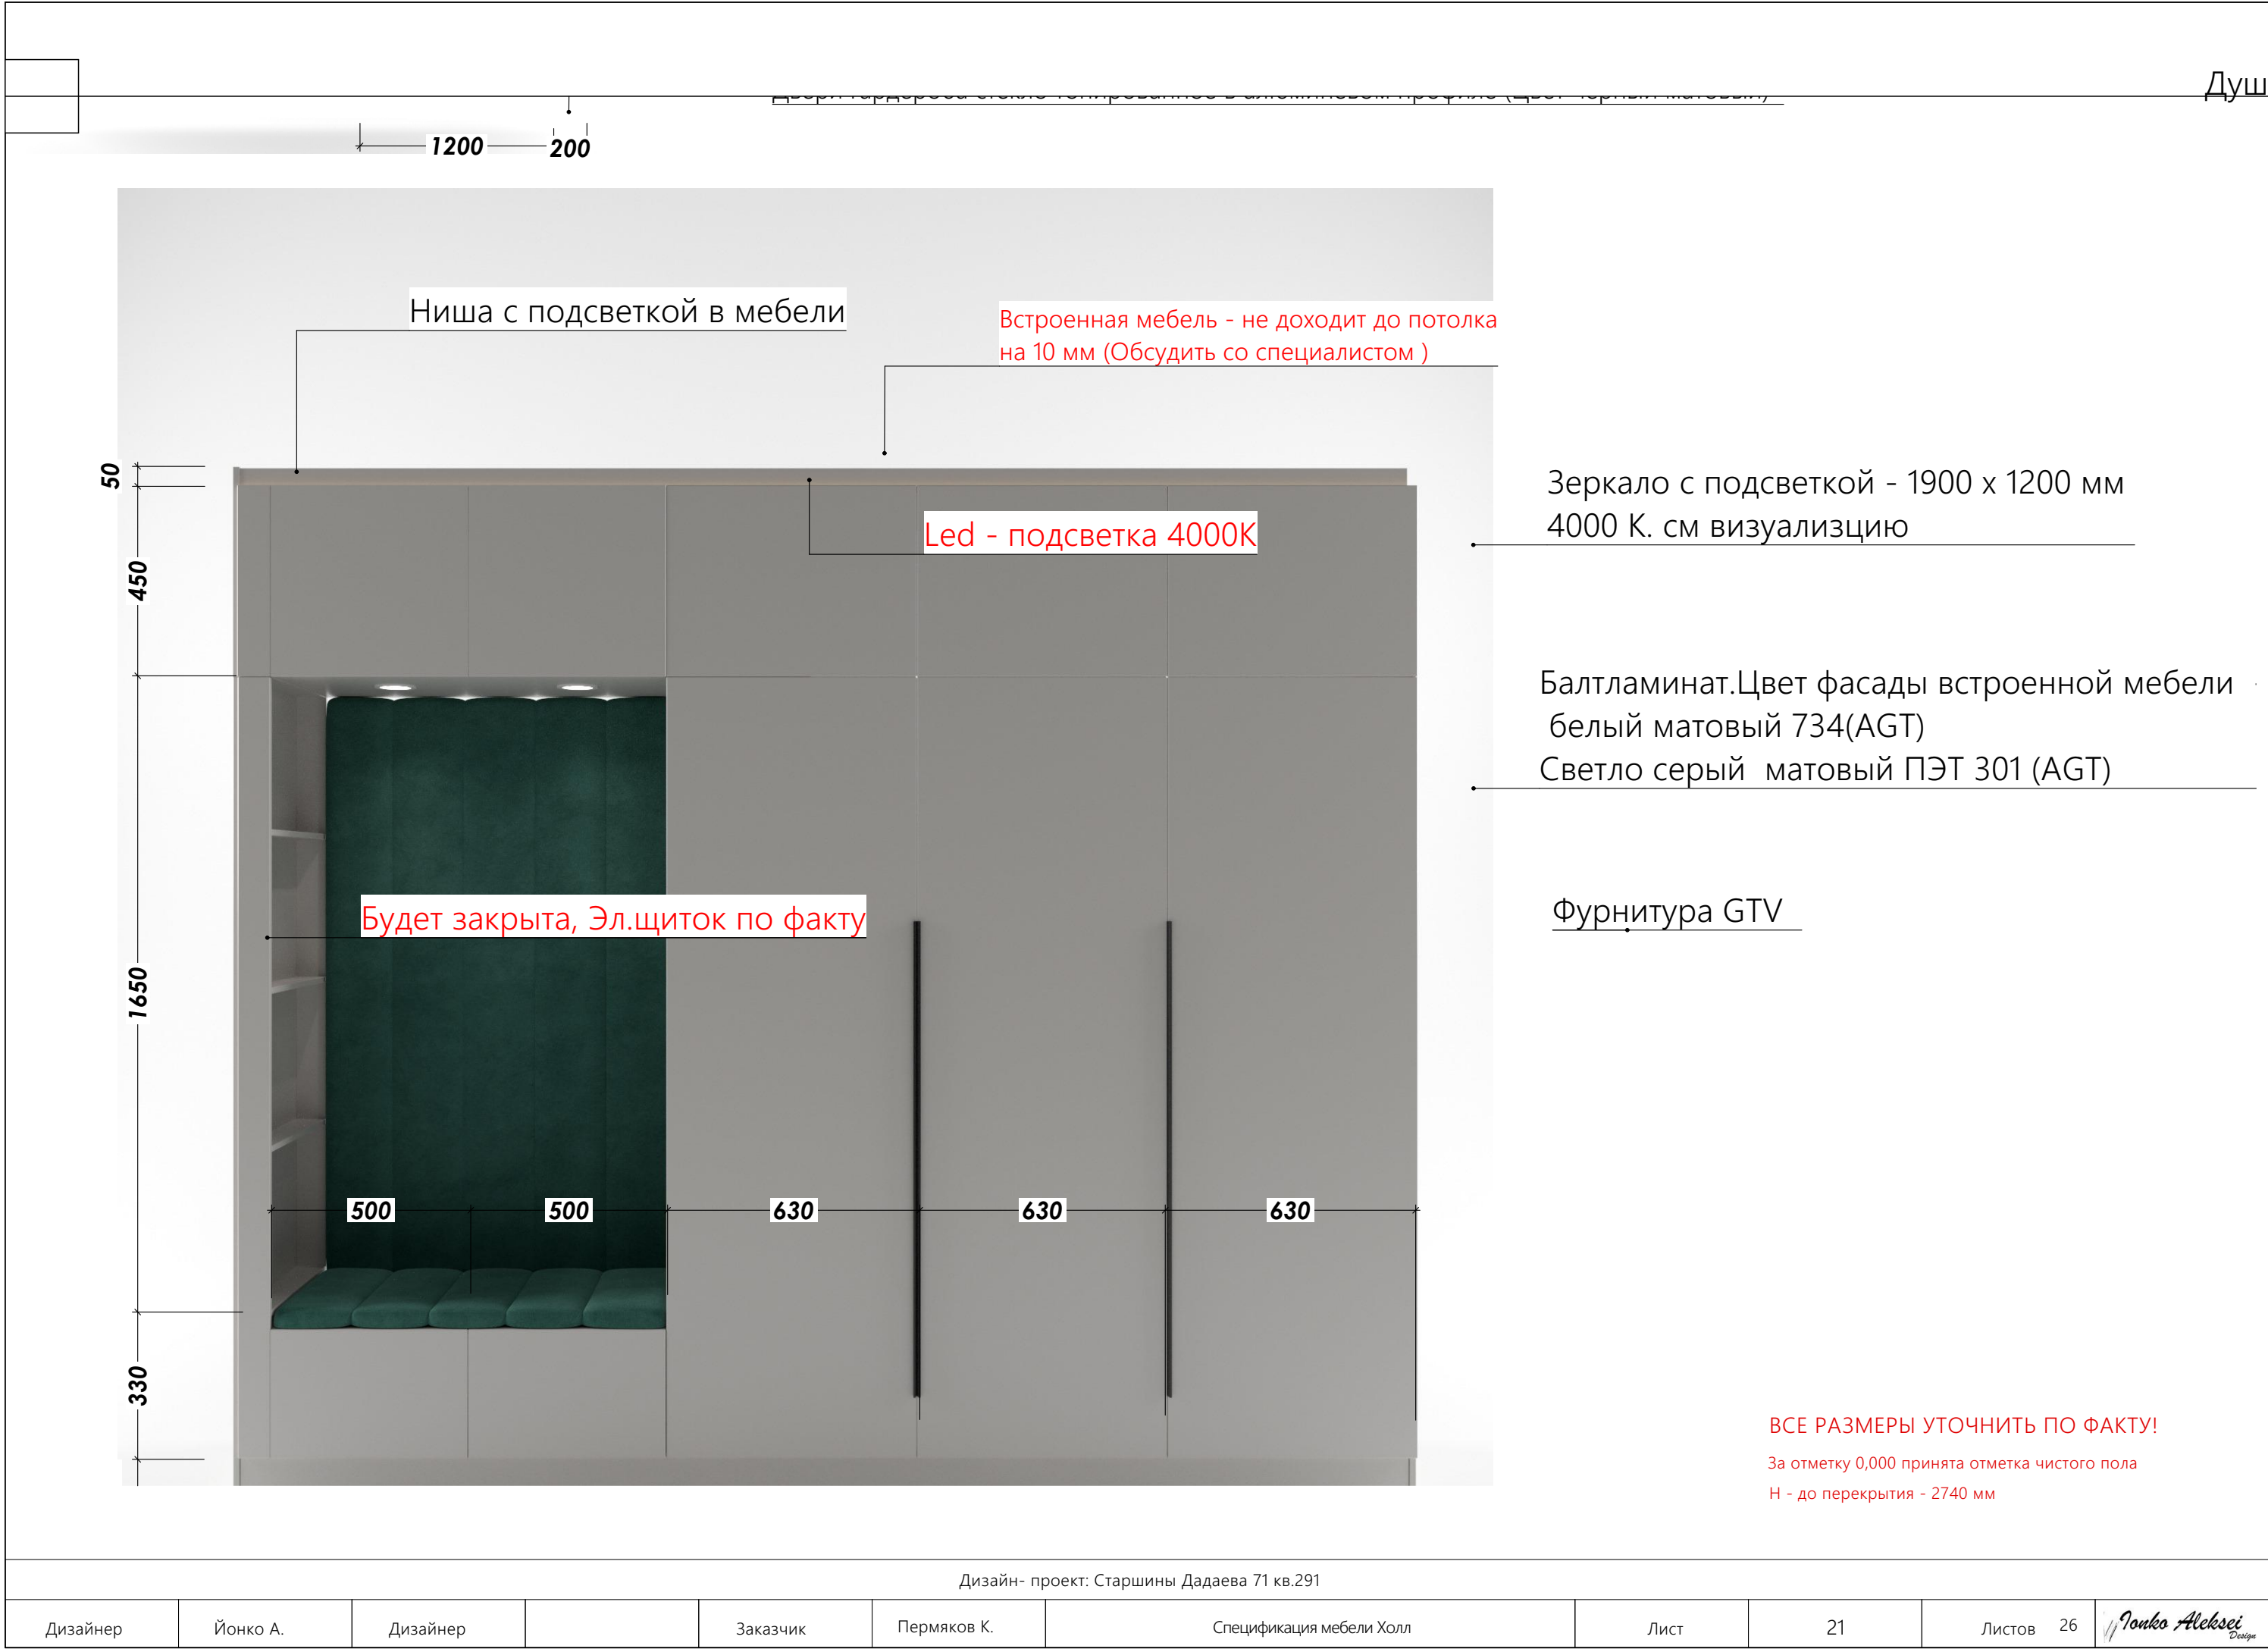 Душ
1200
200
Ниша с подсветкой в мебели
Встроенная мебель - не доходит до потолка
на 10 мм (Обсудить со специалистом )
50
Зеркало с подсветкой - 1900 х 1200 мм
4000 К. см визуализцию
Led - подсветка 4000К
450
Балтламинат.Цвет фасады встроенной мебели
белый матовый 734(AGT)
Светло серый матовый ПЭТ 301 (AGT)
Будет закрыта, Эл.щиток по факту
Фурнитура GTV
1650
500
500
630
630
630
330
ВСЕ РАЗМЕРЫ УТОЧНИТЬ ПО ФАКТУ!
За отметку 0,000 принята отметка чистого пола
Н - до перекрытия - 2740 мм
Дизайн- проект: Старшины Дадаева 71 кв.291
Дизайнер
Йонко А.
Дизайнер
Заказчик
Пермяков К.
Спецификация мебели Холл
Лист
21
Листов
26
Ionko Aleksei
Design